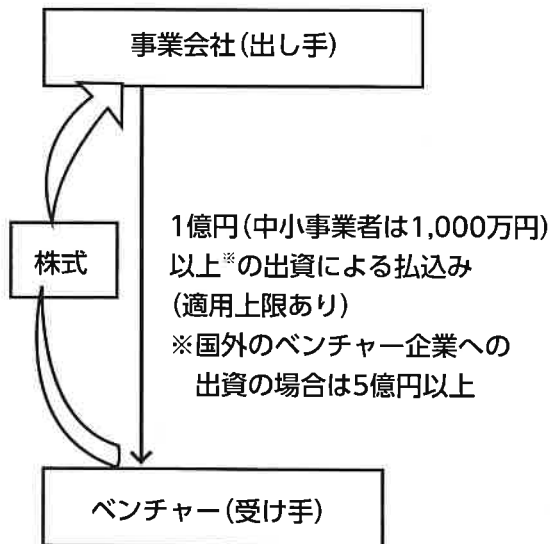 事業会社(出し手)
株式
1億円(中小事業者は1,000万円)
以上※の出資による払込み
(適用上限あり)
※国外のベンチャー企業への
出資の場合は5億円以上
ベンチャー(受け手)